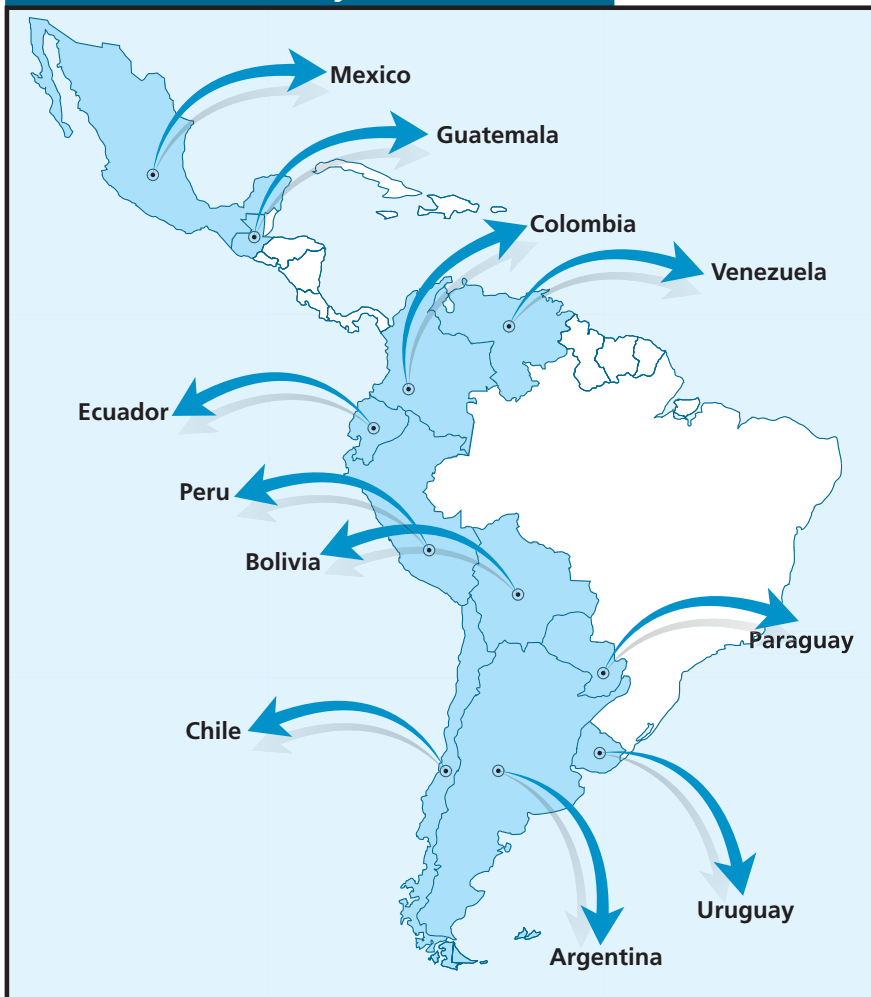 Mexico
Guatemala
Colombia
Venezuela
Ecuador
Peru
Bolivia
Paraguay
Chile
Uruguay
Argentina